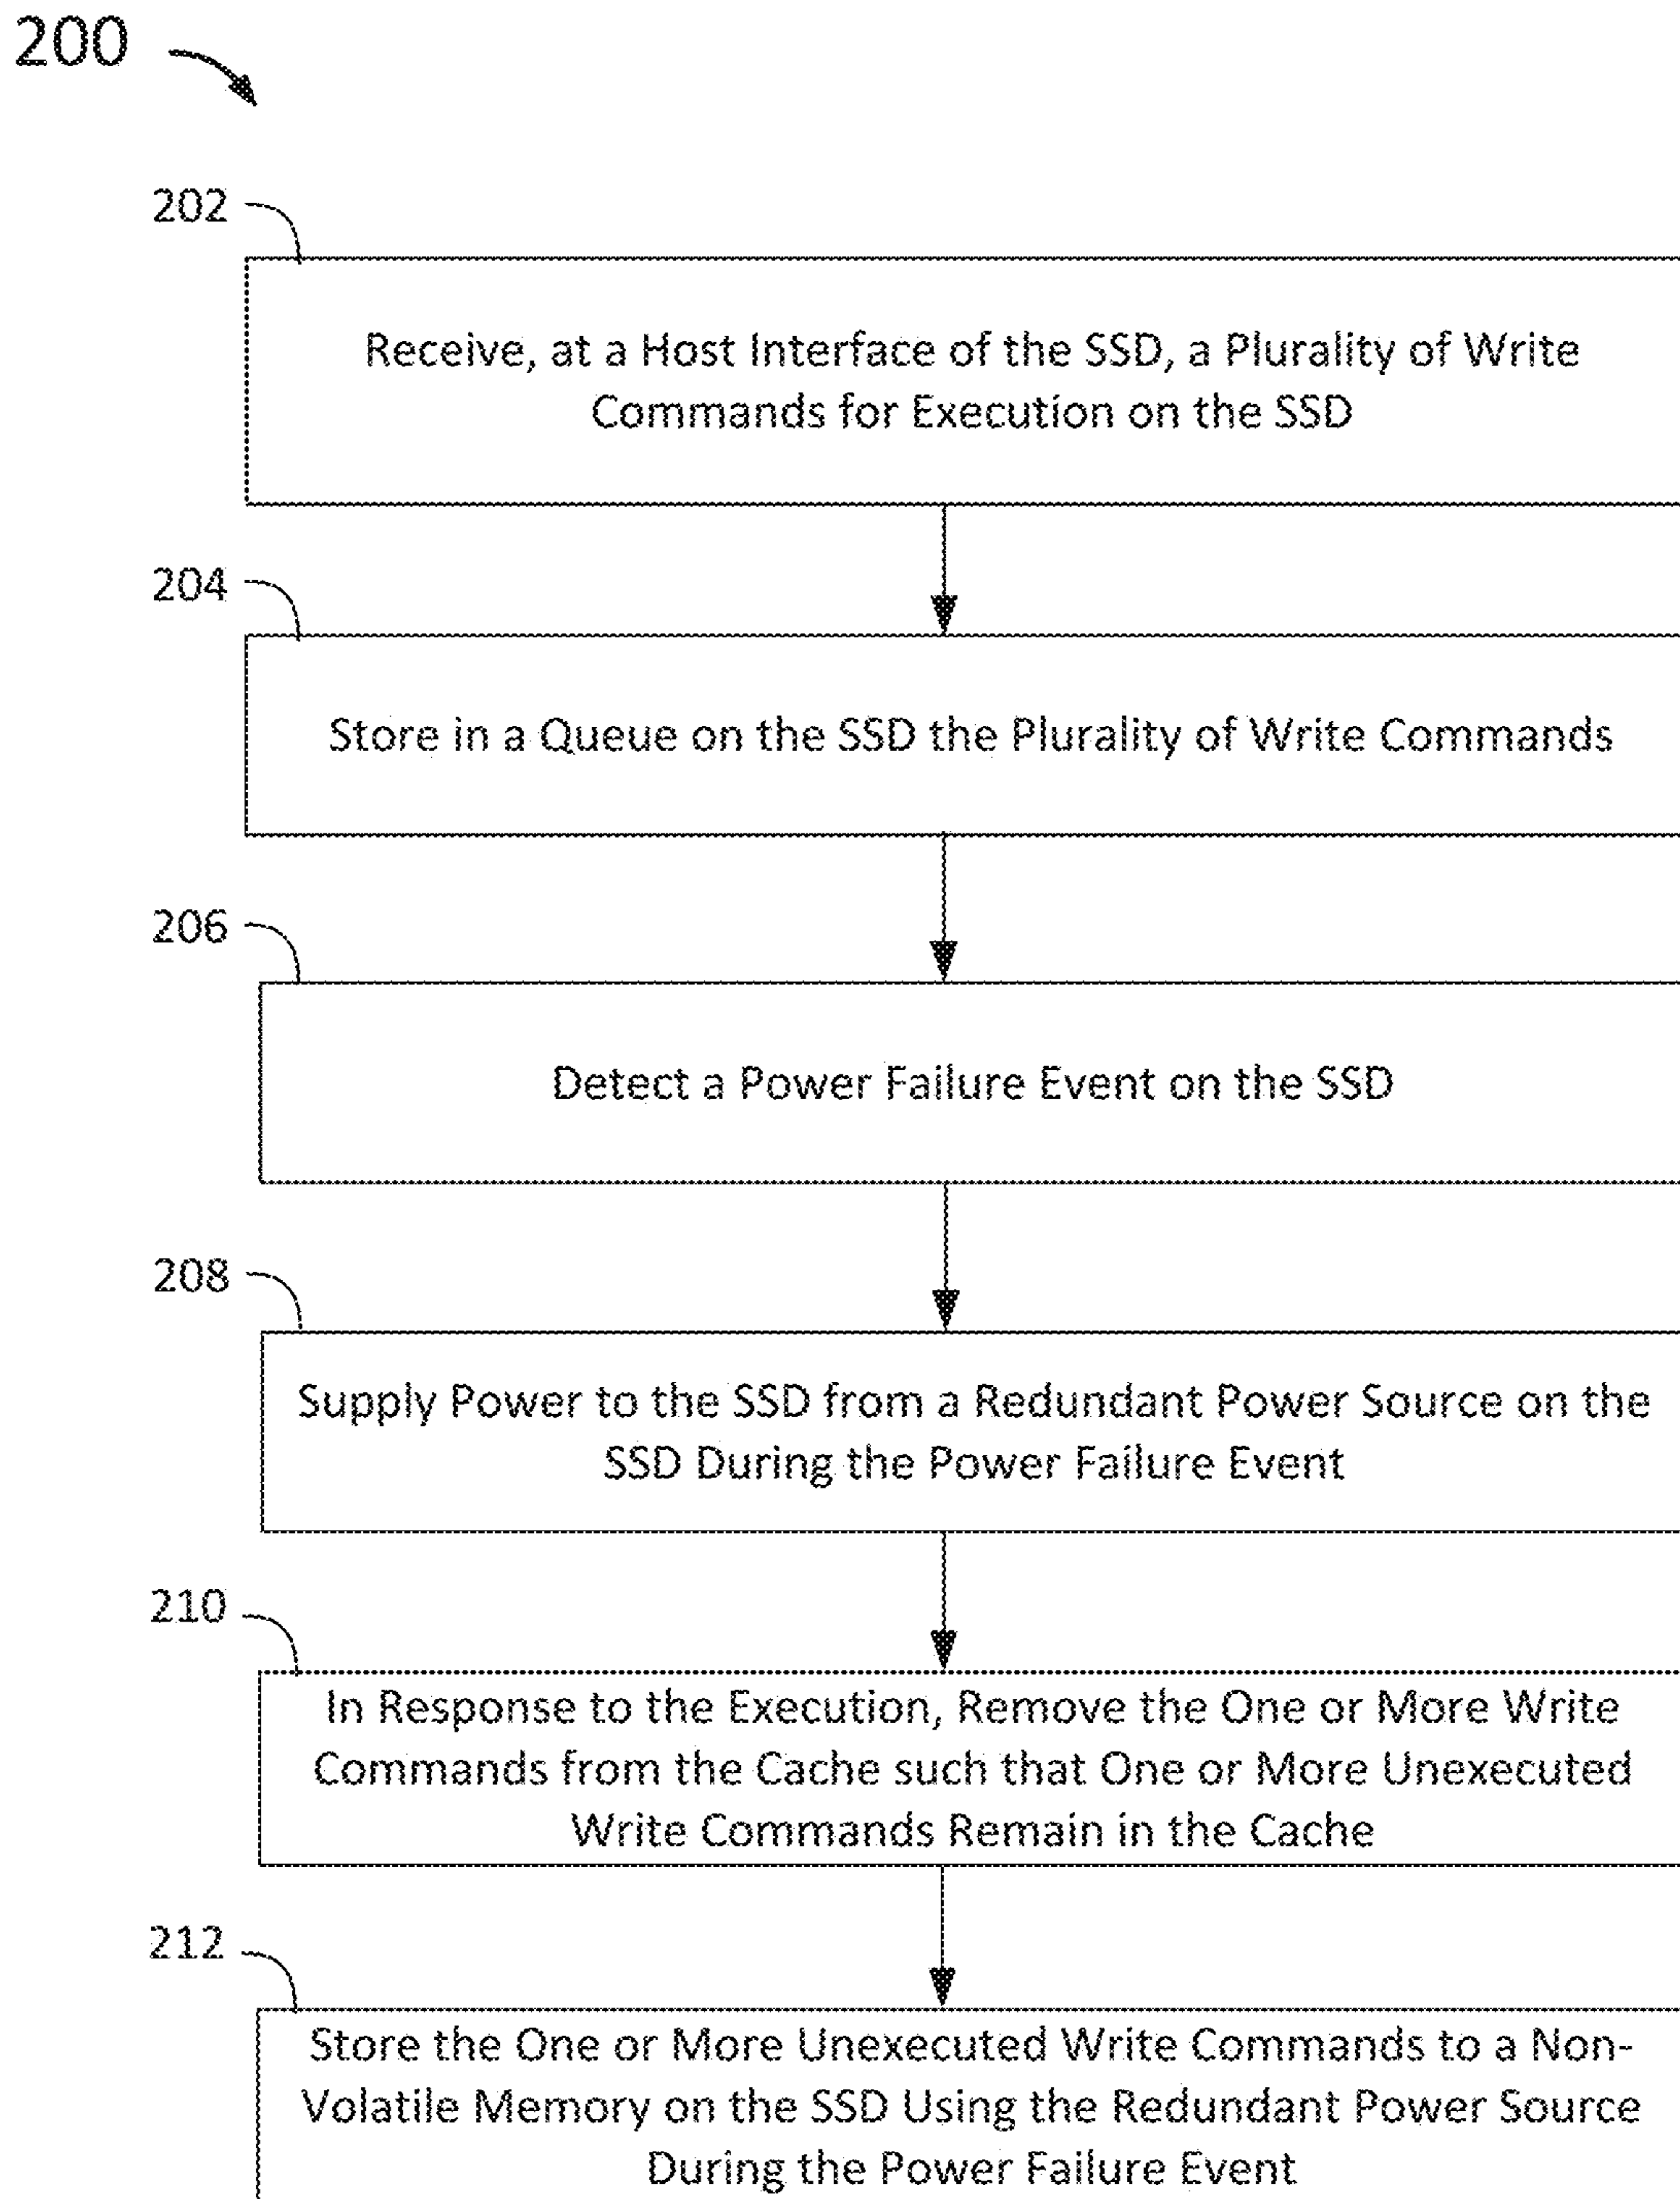 200
202
Receive, at a Host Interface of the SSD, a Plurality of Write
Commands for Execution on the SSD
204
Store in a Queue on the SSD the Plurality of Write Commands
206
Detect a Power Failure Event on the SSD
208
Supply Power to the SSD from a Redundant Power Source on the
SSD During the Power Failure Event
210
In Response to the Execution, Remove the One or More Write
Commands from the Cache such that One or More Unexecuted
Write Commands Remain in the Cache
212
Store the One or More Unexecuted Write Commands to a Non-
Volatile Memory on the SSD Using the Redundant Power Source
During the Power Failure Event